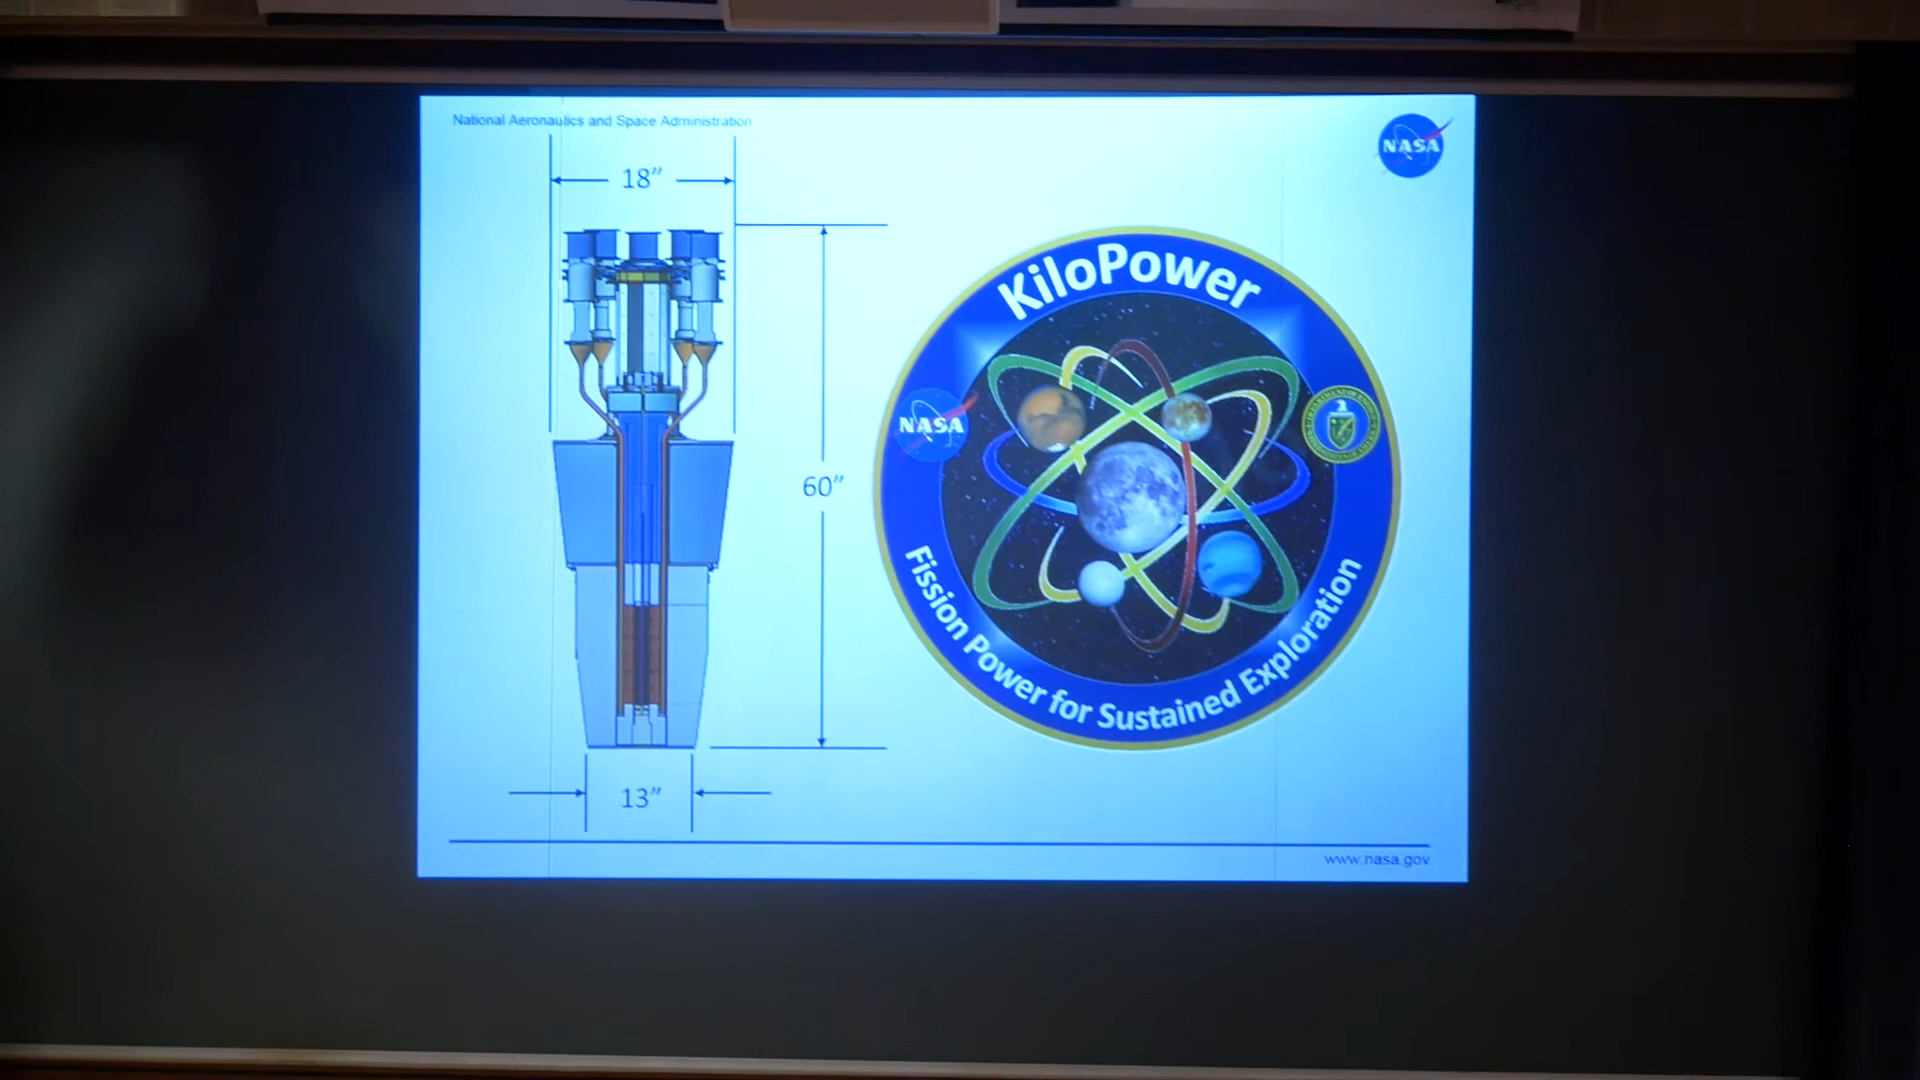 National Aeronautics and Space Administration
NASA
18”
60”
13”
KiloPower
NASA
Fission Power for Sustained Exploration
www.nasa.gov